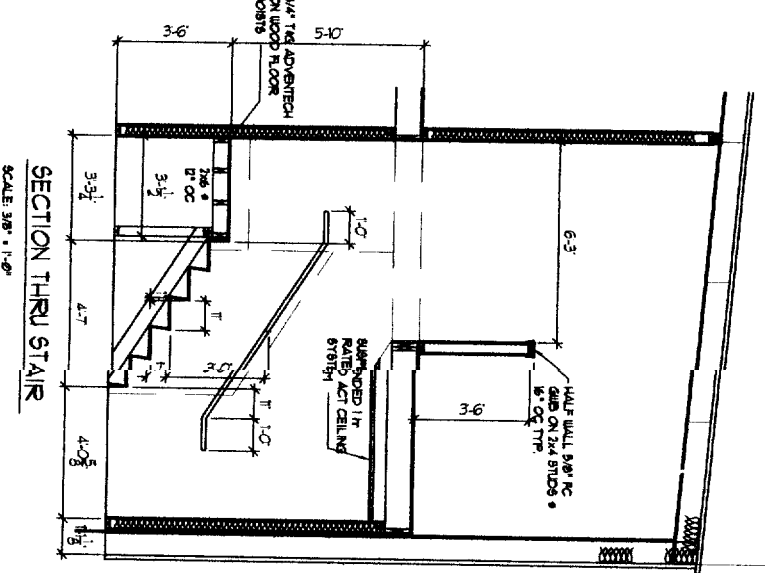 3'-6"
5'-10"
3/4" T&G ADVENTECH
ON WOOD FLOOR
JOISTS
6'-3"
1'-0"
2x6 @
12" OC
3'-1 1/2"
3'-3 1/4"
11"
HALF WALL 5/8" FC
GWB ON 2x4 STUDS @
16" OC TYP.
3'-6"
SUSPENDED 1 hr
RATED ACT CEILING
SYSTEM
4'-7"
11"
1'-0"
4'-0 5/8"
SECTION THRU STAIR
SCALE: 3/8" = 1'-0"